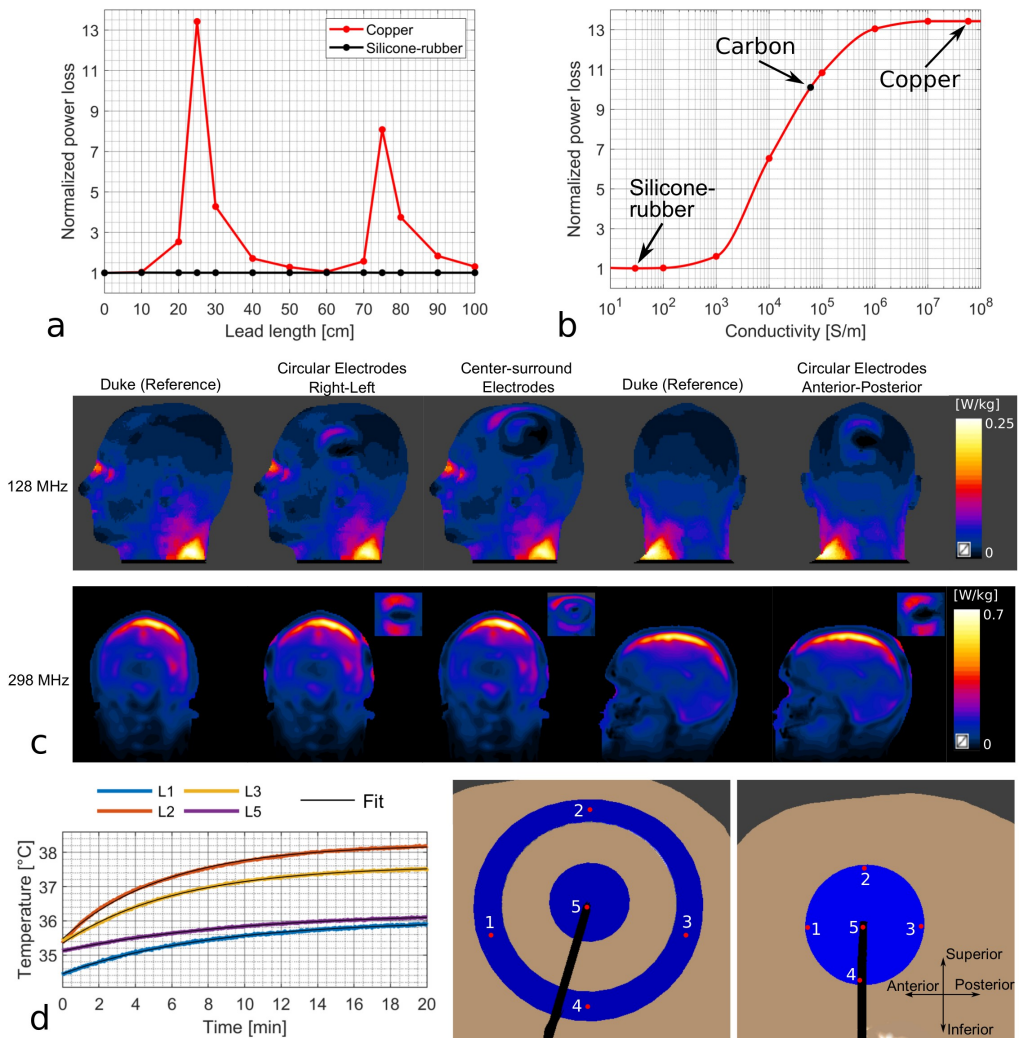 Normalized power loss
13
11
9
7
5
3
1
0 10 20 30 40 50 60 70 80 90 100
Lead length [cm]
Copper
Silicone-rubber
a
Normalized power loss
13
11
9
7
5
3
1
10^1 10^2 10^3 10^4 10^5 10^6 10^7 10^8
Conductivity [S/m]
Carbon
Copper
Silicone-
rubber
b
Duke (Reference)
Circular Electrodes
Right-Left
Center-surround
Electrodes
Duke (Reference)
Circular Electrodes
Anterior-Posterior
128 MHz
[W/kg]
0.25
0
298 MHz
[W/kg]
0.7
0
c
L1
L2
L3
L5
Fit
Temperature [°C]
38
37
36
35
0 2 4 6 8 10 12 14 16 18 20
Time [min]
d
2
1
5
3
4
2
1
5
3
4
Superior
Anterior
Posterior
Inferior